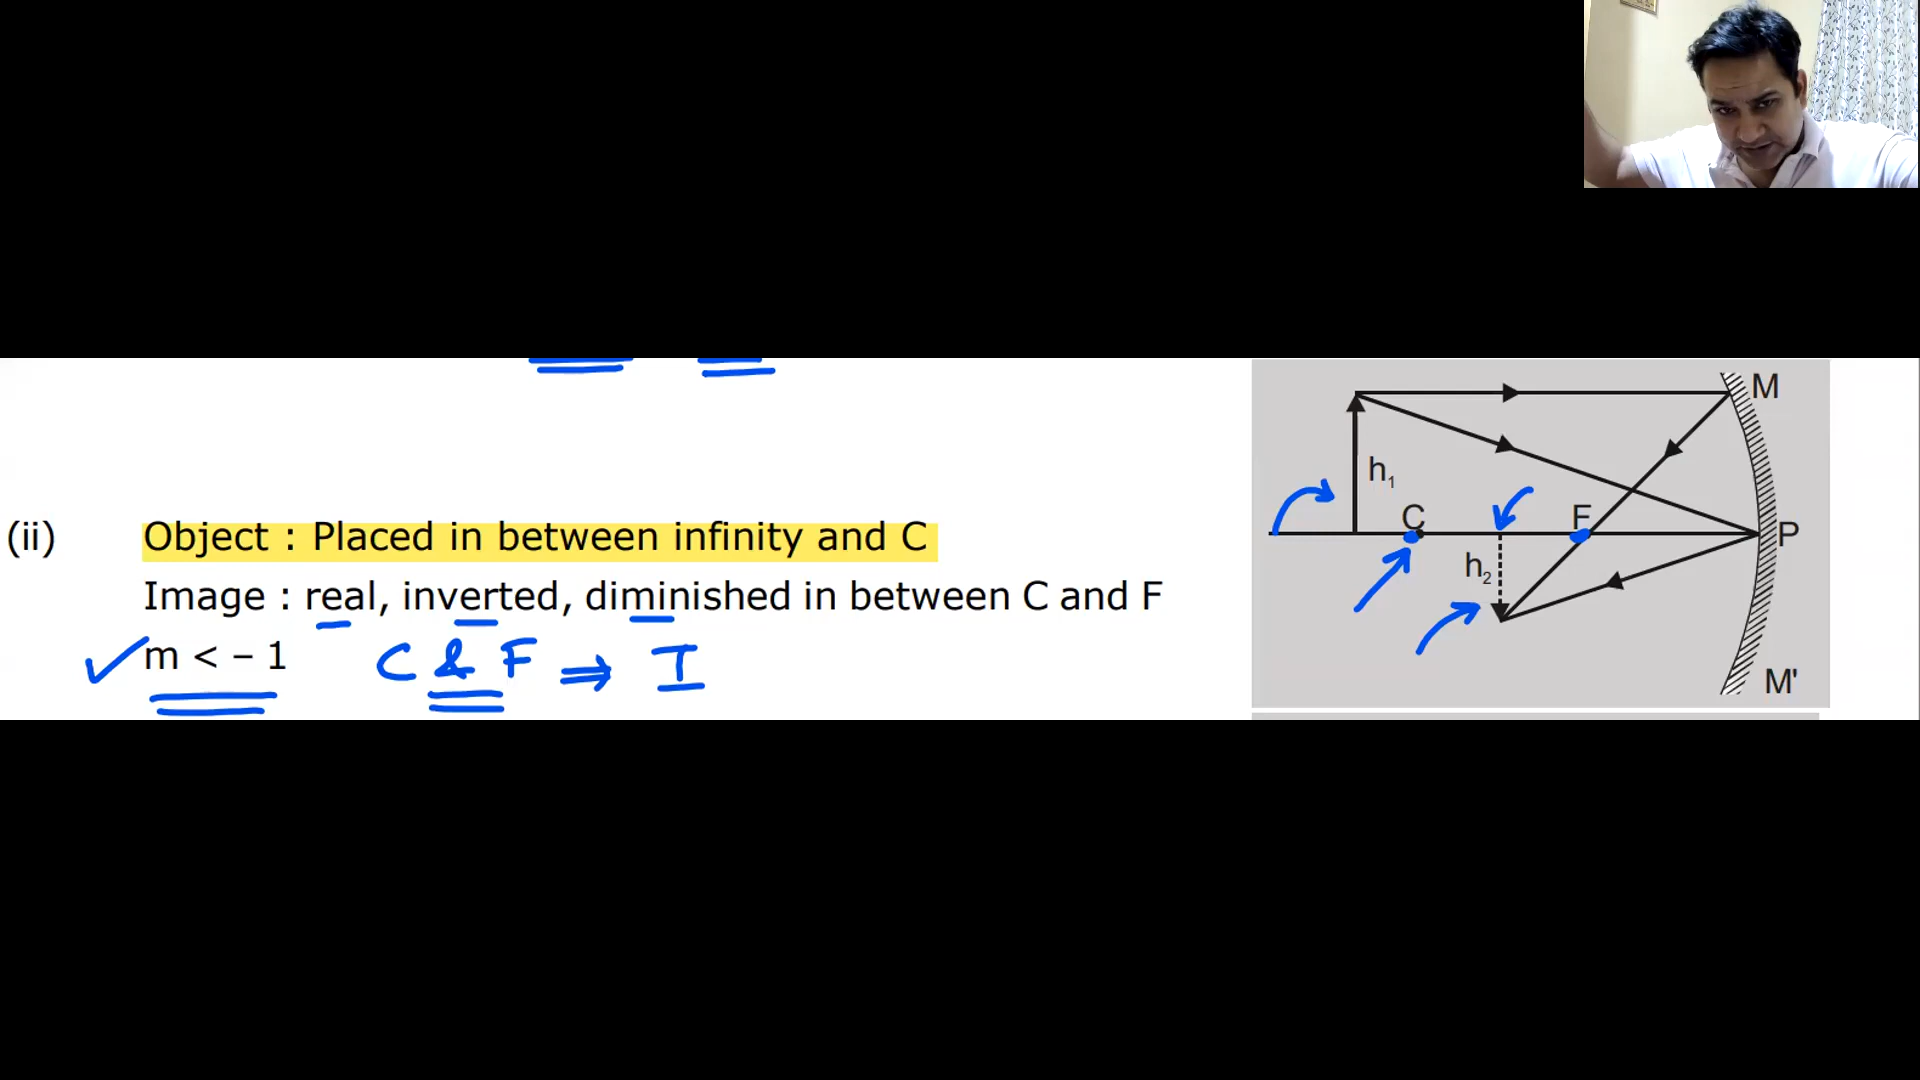 (ii) Object : Placed in between infinity and C
Image : real, inverted, diminished in between C and F
m < – 1 C & F ⇒ I
M
h₁
C F
P
h₂
M'